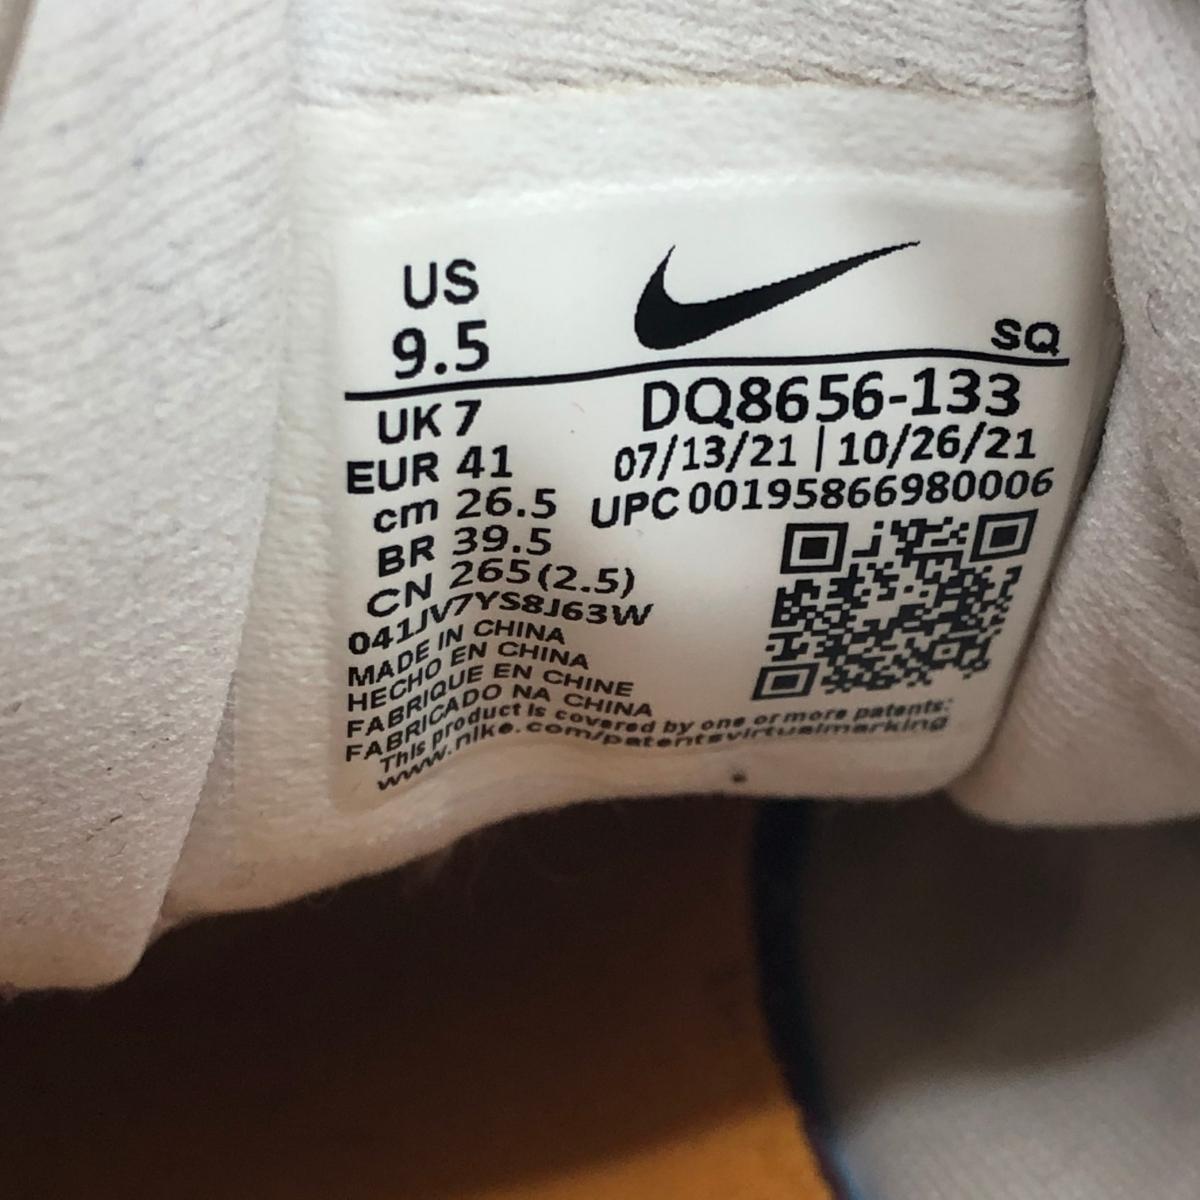 US
9.5
SQ
UK 7
EUR 41
cm 26.5
BR 39.5
CN 265(2.5)
041JV7YS8J63W
MADE IN CHINA
HECHO EN CHINA
FABRIQUE EN CHINE
FABRICADO NA CHINA
DQ8656-133
07/13/21 | 10/26/21
UPC 00195866980006
This product is covered by one or more patents:
www.nike.com/patentsvirtualmarking